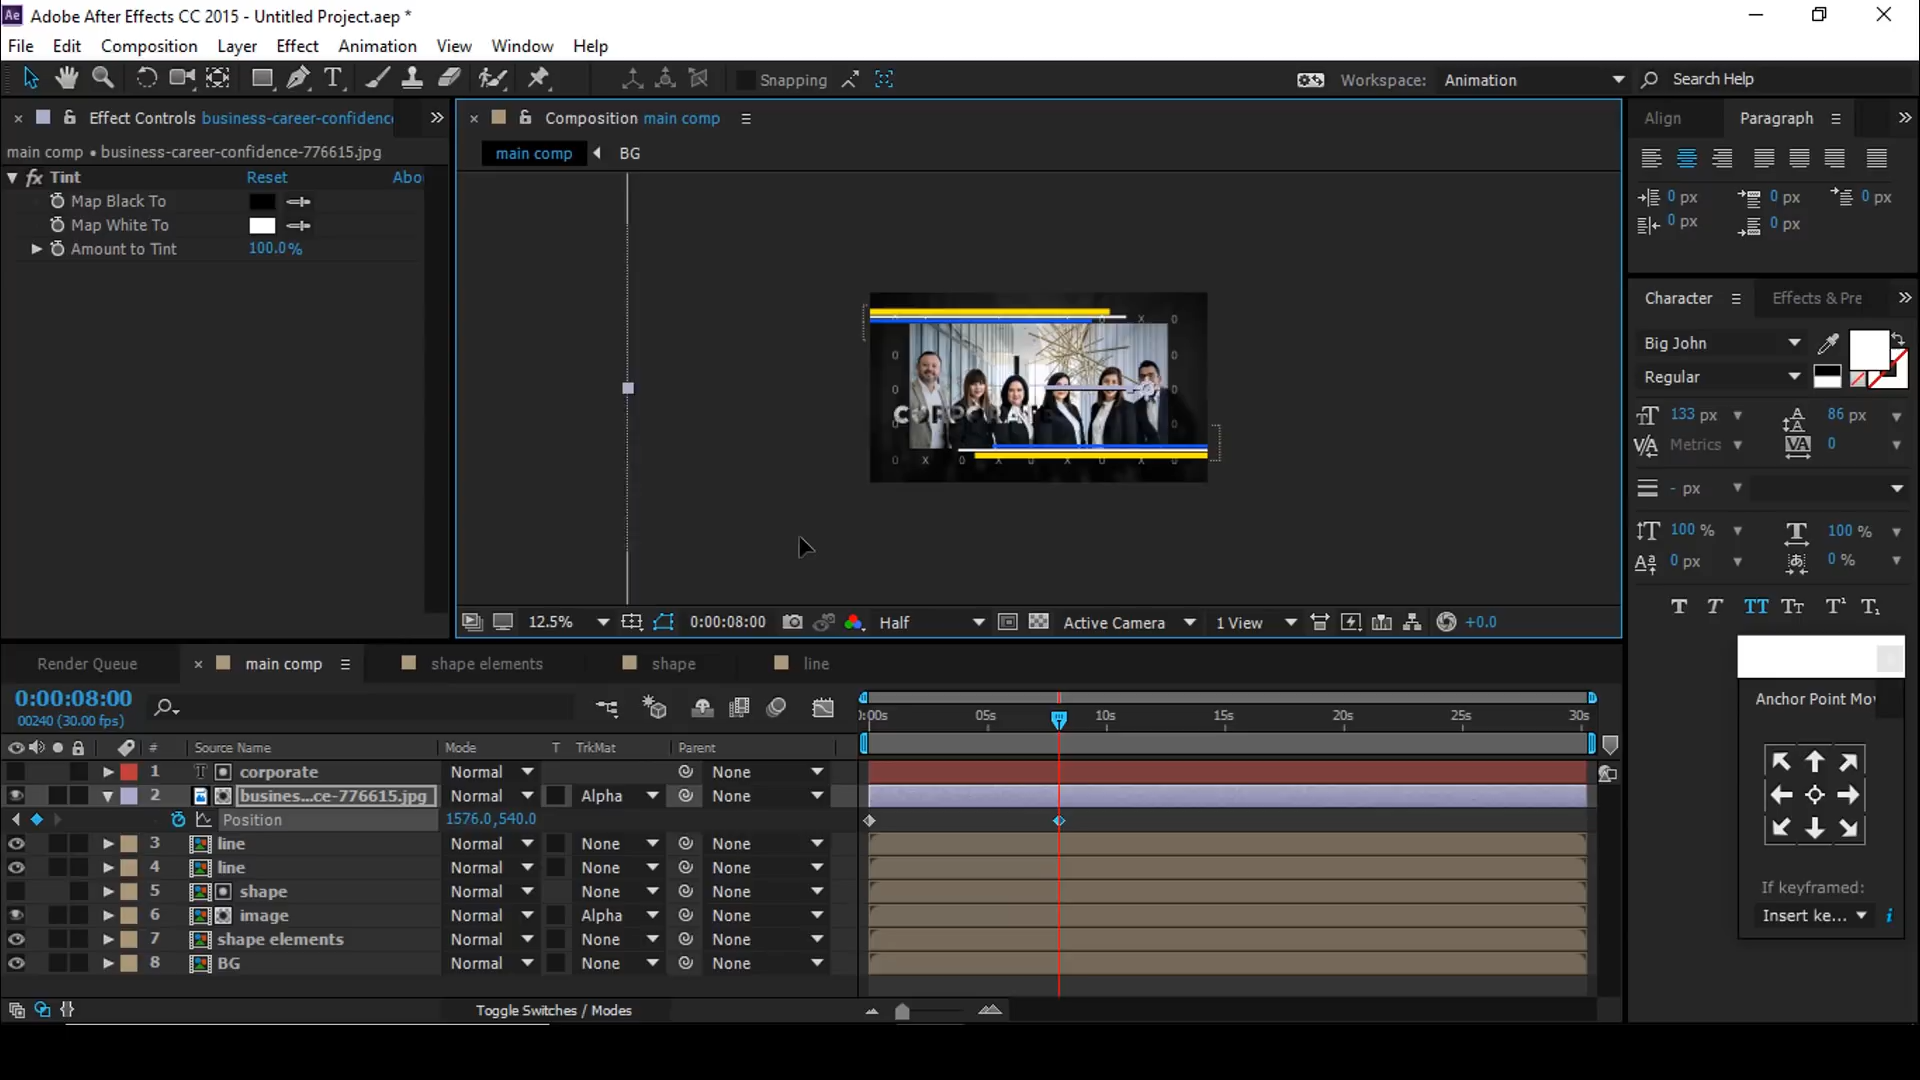 Adobe After Effects CC 2015 - Untitled Project.aep *
File Edit Composition Layer Effect Animation View Window Help
Snapping
Workspace: Animation
Search Help
Effect Controls business-career-confidence
Composition main comp
Align Paragraph
main comp • business-career-confidence-776615.jpg
main comp BG
fx Tint Reset Abo
Map Black To
Map White To
Amount to Tint 100.0%
0 px 0 px 0 px
0 px 0 px
Character Effects & Pre
Big John
Regular
133 px 86 px
Metrics 0
- px
100 % 100 %
0 px 0 %
T T TT Tt T¹ T₁
CORPORATE
12.5% 0:00:08:00 Half Active Camera 1 View +0.0
Render Queue main comp shape elements shape line
0:00:08:00
00240 (30.00 fps)
):00s 05s 10s 15s 20s 25s 30s
# Source Name Mode T TrkMat Parent
1 corporate Normal None
2 busines...ce-776615.jpg Normal Alpha None
Position 1576.0,540.0
3 line Normal None None
4 line Normal None None
5 shape Normal None None
6 image Normal Alpha None
7 shape elements Normal None None
8 BG Normal None None
Toggle Switches / Modes
Anchor Point Mov
If keyframed:
Insert ke...